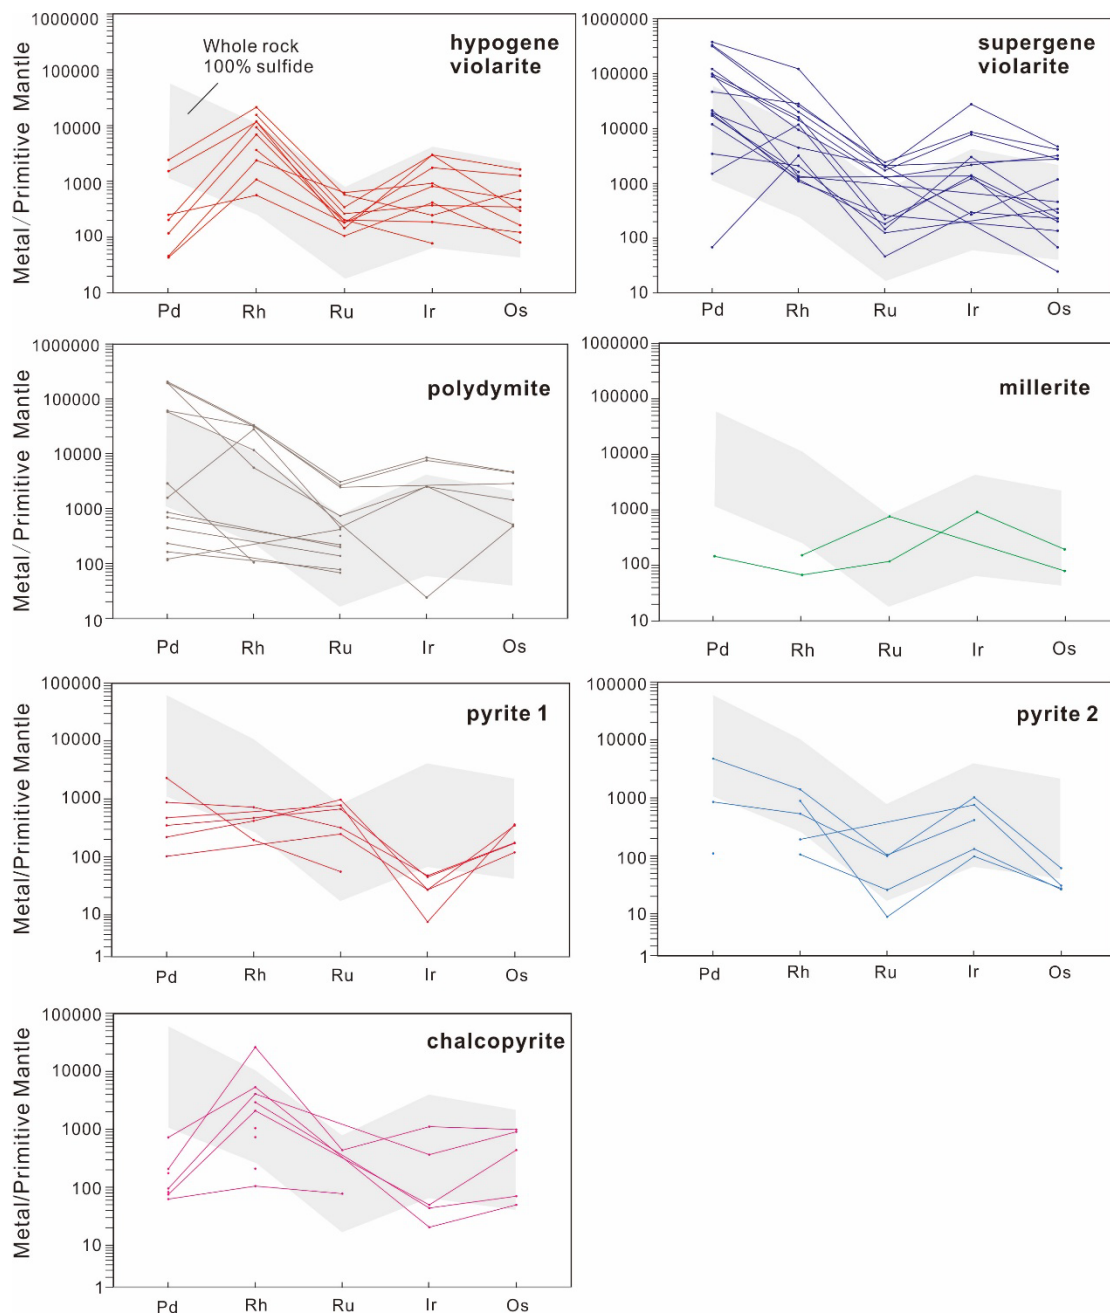 1000000
100000
10000
1000
100
10
Metal/Primitive Mantle
Whole rock
100% sulfide
hypogene
violarite
Pd Rh Ru Ir Os
1000000
100000
10000
1000
100
10
supergene
violarite
Pd Rh Ru Ir Os
1000000
100000
10000
1000
100
10
Metal/Primitive Mantle
polydymite
Pd Rh Ru Ir Os
1000000
100000
10000
1000
100
10
millerite
Pd Rh Ru Ir Os
100000
10000
1000
100
10
1
Metal/Primitive Mantle
pyrite 1
Pd Rh Ru Ir Os
100000
10000
1000
100
10
1
pyrite 2
Pd Rh Ru Ir Os
100000
10000
1000
100
10
1
Metal/Primitive Mantle
chalcopyrite
Pd Rh Ru Ir Os